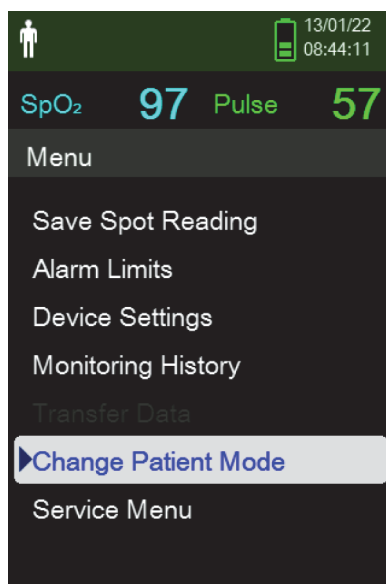 13/01/22
08:44:11
SpO₂ 97 Pulse 57
Menu
Save Spot Reading
Alarm Limits
Device Settings
Monitoring History
Transfer Data
Change Patient Mode
Service Menu